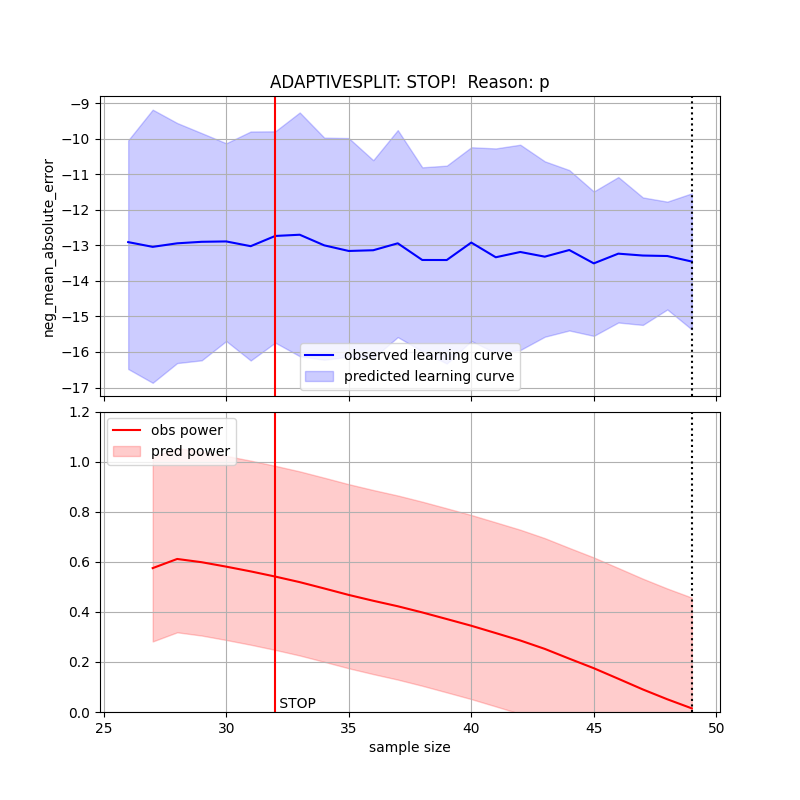 ADAPTIVESPLIT: STOP!  Reason: p
neg_mean_absolute_error
−9
−10
−11
−12
−13
−14
−15
−16
−17
observed learning curve
predicted learning curve
1.2
1.0
0.8
0.6
0.4
0.2
0.0
obs power
pred power
STOP
25
30
35
40
45
50
sample size